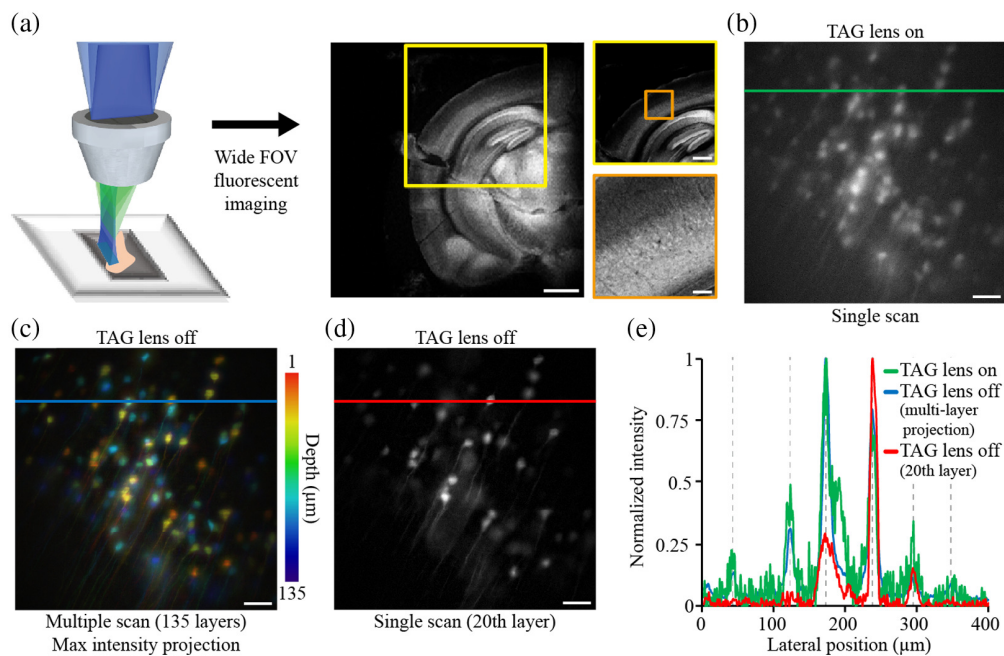 (a)
Wide FOV
fluorescent
imaging
(b)
TAG lens on
Single scan
(c)
TAG lens off
1
Depth (μm)
135
Multiple scan (135 layers)
Max intensity projection
(d)
TAG lens off
Single scan (20th layer)
(e)
Normalized intensity
1
0.75
0.5
0.25
0
0
100
200
300
400
Lateral position (μm)
TAG lens on
TAG lens off
(multi-layer
projection)
TAG lens off
(20th layer)